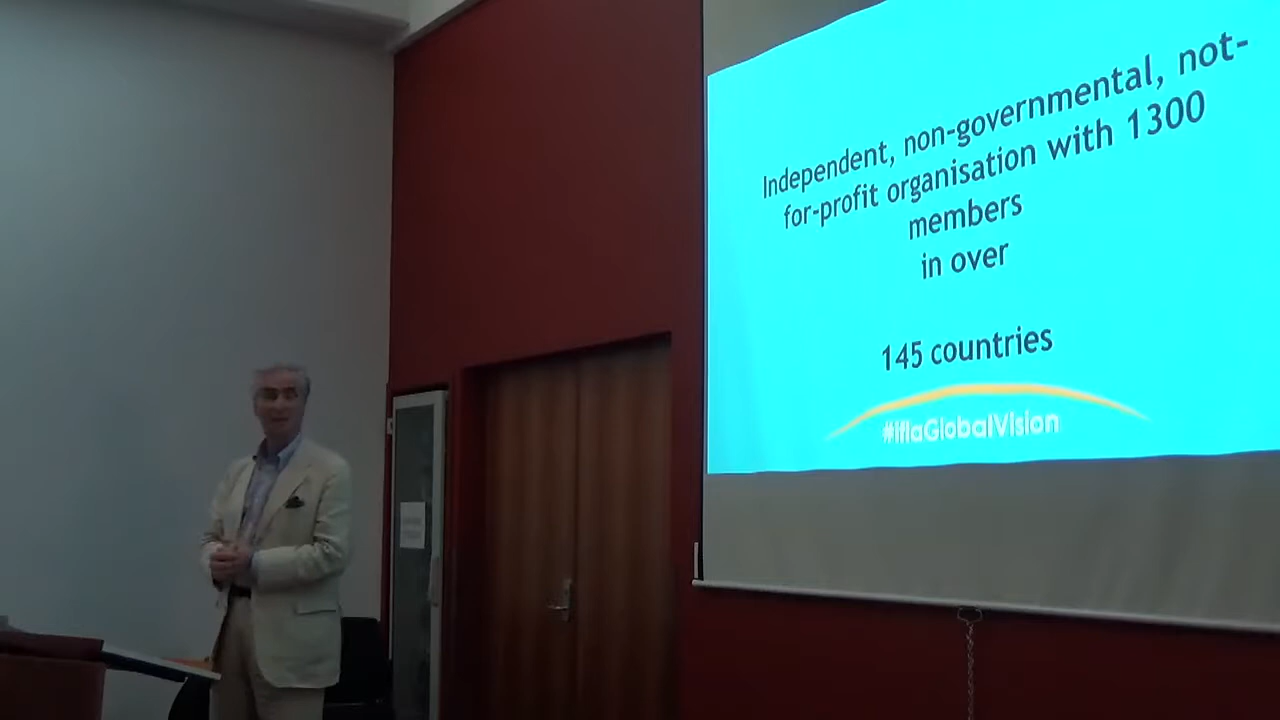 Independent, non-governmental, not-
for-profit organisation with 1300
members
in over
145 countries
#IflaGlobalVision